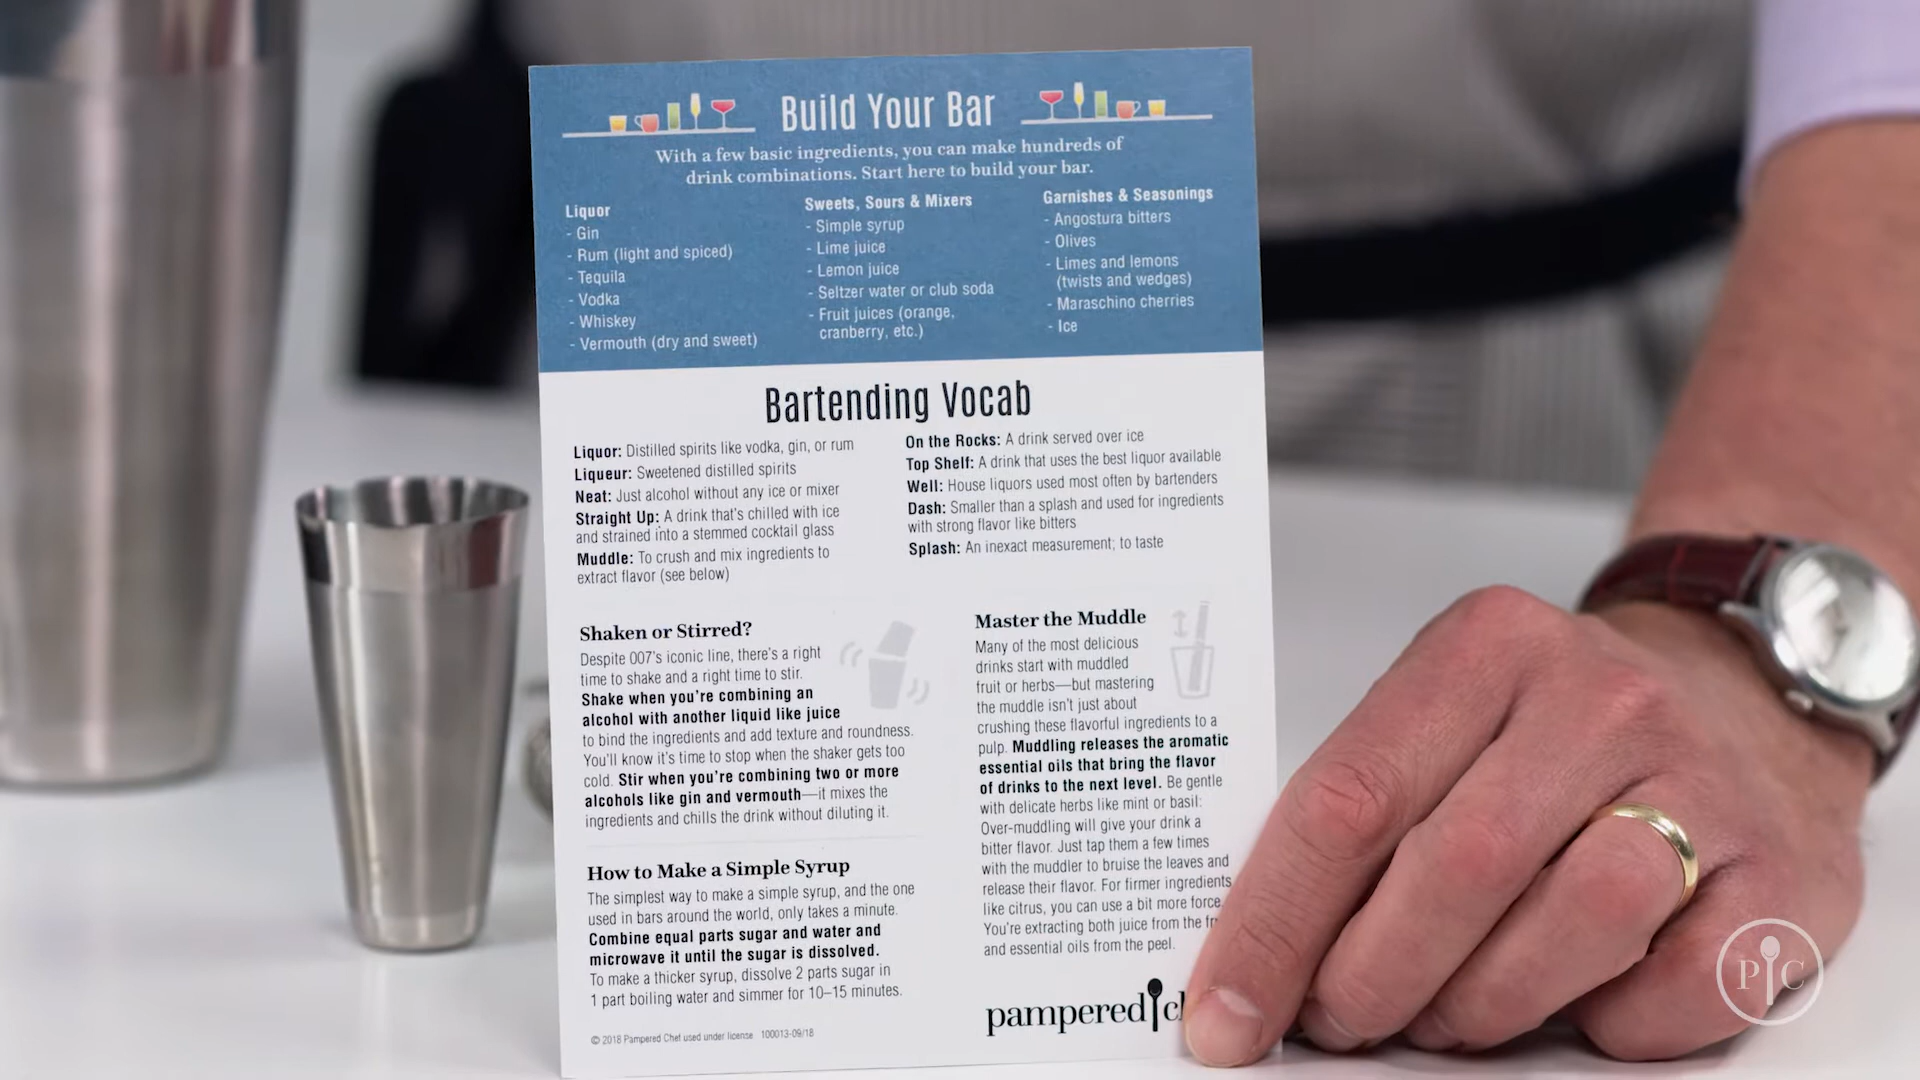 Build Your Bar
With a few basic ingredients, you can make hundreds of
drink combinations. Start here to build your bar.
Liquor
- Gin
- Rum (light and spiced)
- Tequila
- Vodka
- Whiskey
- Vermouth (dry and sweet)
Sweets, Sours & Mixers
- Simple syrup
- Lime juice
- Lemon juice
- Seltzer water or club soda
- Fruit juices (orange,
cranberry, etc.)
Garnishes & Seasonings
- Angostura bitters
- Olives
- Limes and lemons
(twists and wedges)
- Maraschino cherries
- Ice
Bartending Vocab
Liquor: Distilled spirits like vodka, gin, or rum
Liqueur: Sweetened distilled spirits
Neat: Just alcohol without any ice or mixer
Straight Up: A drink that's chilled with ice
and strained into a stemmed cocktail glass
Muddle: To crush and mix ingredients to
extract flavor (see below)
On the Rocks: A drink served over ice
Top Shelf: A drink that uses the best liquor available
Well: House liquors used most often by bartenders
Dash: Smaller than a splash and used for ingredients
with strong flavor like bitters
Splash: An inexact measurement; to taste
Shaken or Stirred?
Despite 007's iconic line, there's a right
time to shake and a right time to stir.
Shake when you're combining an
alcohol with another liquid like juice
to bind the ingredients and add texture and roundness.
You'll know it's time to stop when the shaker gets too
cold. Stir when you're combining two or more
alcohols like gin and vermouth—it mixes the
ingredients and chills the drink without diluting it.
How to Make a Simple Syrup
The simplest way to make a simple syrup, and the one
used in bars around the world, only takes a minute.
Combine equal parts sugar and water and
microwave it until the sugar is dissolved.
To make a thicker syrup, dissolve 2 parts sugar in
1 part boiling water and simmer for 10–15 minutes.
© 2018 Pampered Chef used under license 100013-09/18
Master the Muddle
Many of the most delicious
drinks start with muddled
fruit or herbs—but mastering
the muddle isn't just about
crushing these flavorful ingredients to a
pulp. Muddling releases the aromatic
essential oils that bring the flavor
of drinks to the next level. Be gentle
with delicate herbs like mint or basil:
Over-muddling will give your drink a
bitter flavor. Just tap them a few times
with the muddler to bruise the leaves and
release their flavor. For firmer ingredients
like citrus, you can use a bit more force.
You're extracting both juice from the
and essential oils from the peel.
pampered
PC